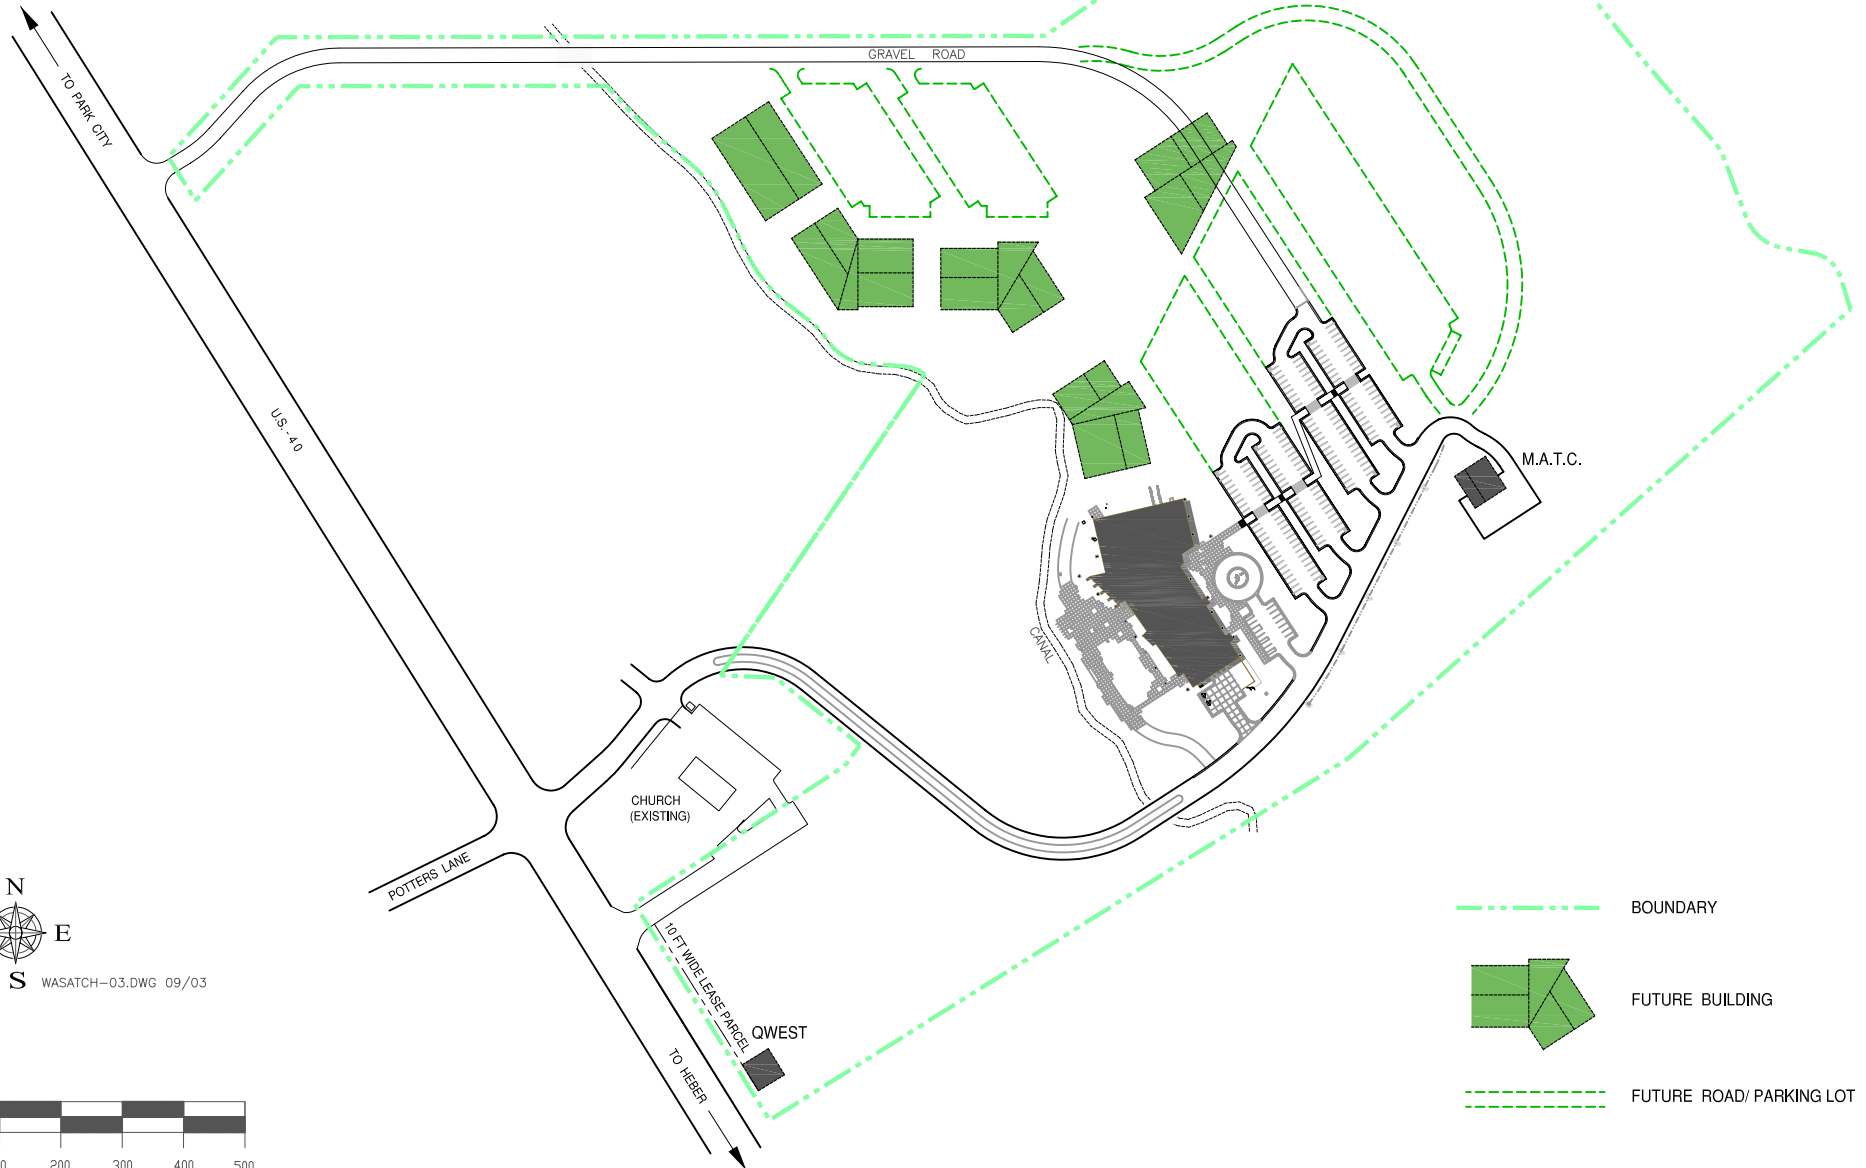 GRAVEL ROAD
TO PARK CITY
U.S.-40
M.A.T.C.
CANAL
CHURCH
(EXISTING)
POTTERS LANE
10 FT WIDE LEASE PARCEL
QWEST
TO HEBER
N
E
S
WASATCH-03.DWG 09/03
BOUNDARY
FUTURE BUILDING
FUTURE ROAD/ PARKING LOT
200 300 400 500